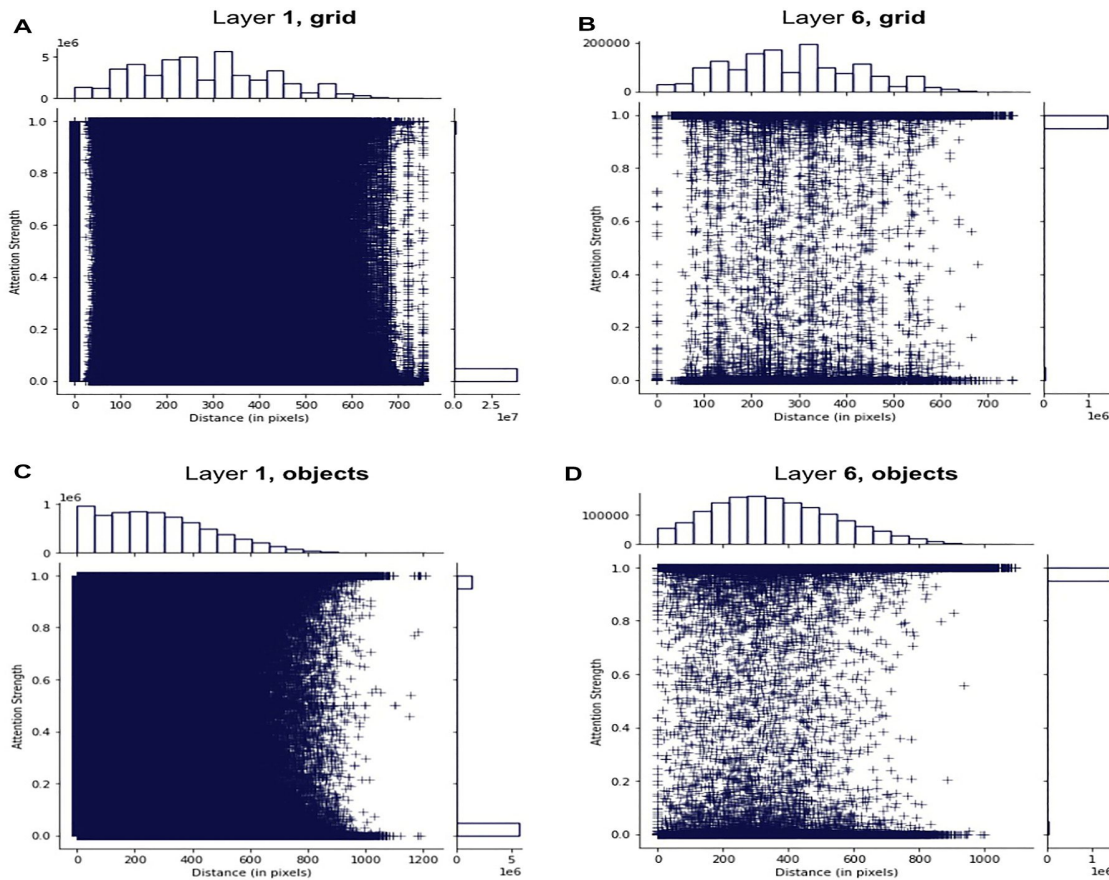 A
Layer 1, grid
1e6
5
0
1.0
0.8
0.6
0.4
0.2
0.0
Attention Strength
0 100 200 300 400 500 600 700
Distance (in pixels)
0.0 2.5
1e7
B
Layer 6, grid
200000
0
1.0
0.8
0.6
0.4
0.2
0.0
Attention Strength
0 100 200 300 400 500 600 700
Distance (in pixels)
0 1
1e6
C
Layer 1, objects
1e6
1
0
1.0
0.8
0.6
0.4
0.2
0.0
Attention Strength
0 200 400 600 800 1000 1200
Distance (in pixels)
0 5
1e6
D
Layer 6, objects
100000
0
1.0
0.8
0.6
0.4
0.2
0.0
Attention Strength
0 200 400 600 800 1000
Distance (in pixels)
0 1
1e6